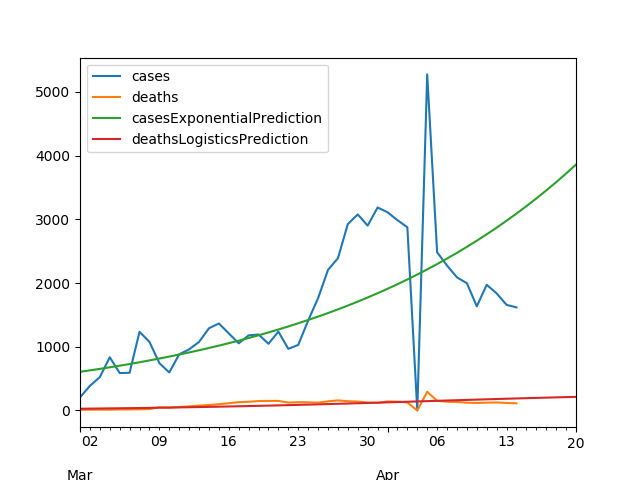 cases
deaths
casesExponentialPrediction
deathsLogisticsPrediction
5000
4000
3000
2000
1000
0
02 09 16 23 30 06 13 20
Mar Apr